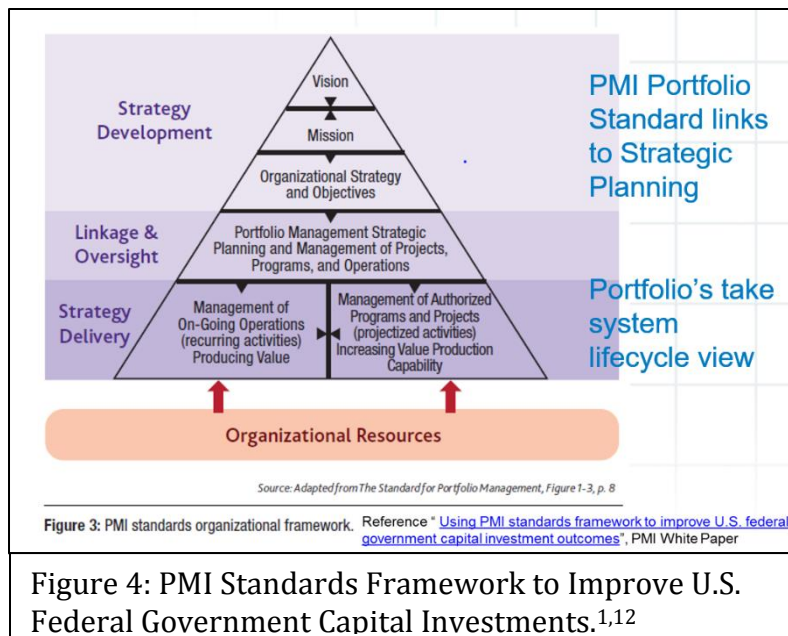 Vision
Strategy
Development
Mission
Organizational Strategy
and Objectives
PMI Portfolio
Standard links
to Strategic
Planning
Linkage &
Oversight
Portfolio Management Strategic
Planning and Management of Projects,
Programs, and Operations
Strategy
Delivery
Management of
On-Going Operations
(recurring activities)
Producing Value
Management of Authorized
Programs and Projects
(projectized activities)
Increasing Value Production
Capability
Portfolio's take
system
lifecycle view
Organizational Resources
Source: Adapted from The Standard for Portfolio Management, Figure 1-3, p. 8
Figure 3: PMI standards organizational framework.
Reference “ Using PMI standards framework to improve U.S. federal
government capital investment outcomes”, PMI White Paper
Figure 4: PMI Standards Framework to Improve U.S.
Federal Government Capital Investments.1,12